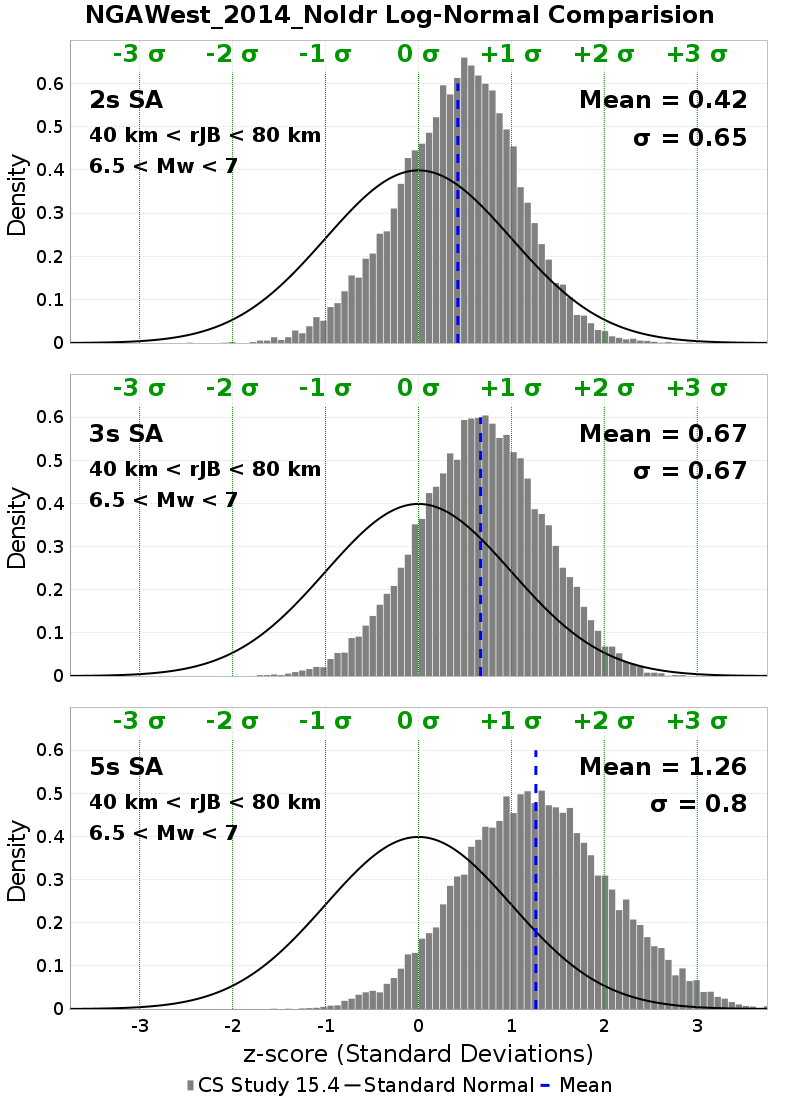 NGAWest_2014_NoIdr Log-Normal Comparision
-3 σ -2 σ -1 σ 0 σ +1 σ +2 σ +3 σ
2s SA
40 km < rJB < 80 km
6.5 < Mw < 7
Mean = 0.42
σ = 0.65
Density
0.6
0.5
0.4
0.3
0.2
0.1
0
-3 σ -2 σ -1 σ 0 σ +1 σ +2 σ +3 σ
3s SA
40 km < rJB < 80 km
6.5 < Mw < 7
Mean = 0.67
σ = 0.67
Density
0.6
0.5
0.4
0.3
0.2
0.1
0
-3 σ -2 σ -1 σ 0 σ +1 σ +2 σ +3 σ
5s SA
40 km < rJB < 80 km
6.5 < Mw < 7
Mean = 1.26
σ = 0.8
Density
0.6
0.5
0.4
0.3
0.2
0.1
0
-3 -2 -1 0 1 2 3
z-score (Standard Deviations)
CS Study 15.4 Standard Normal Mean